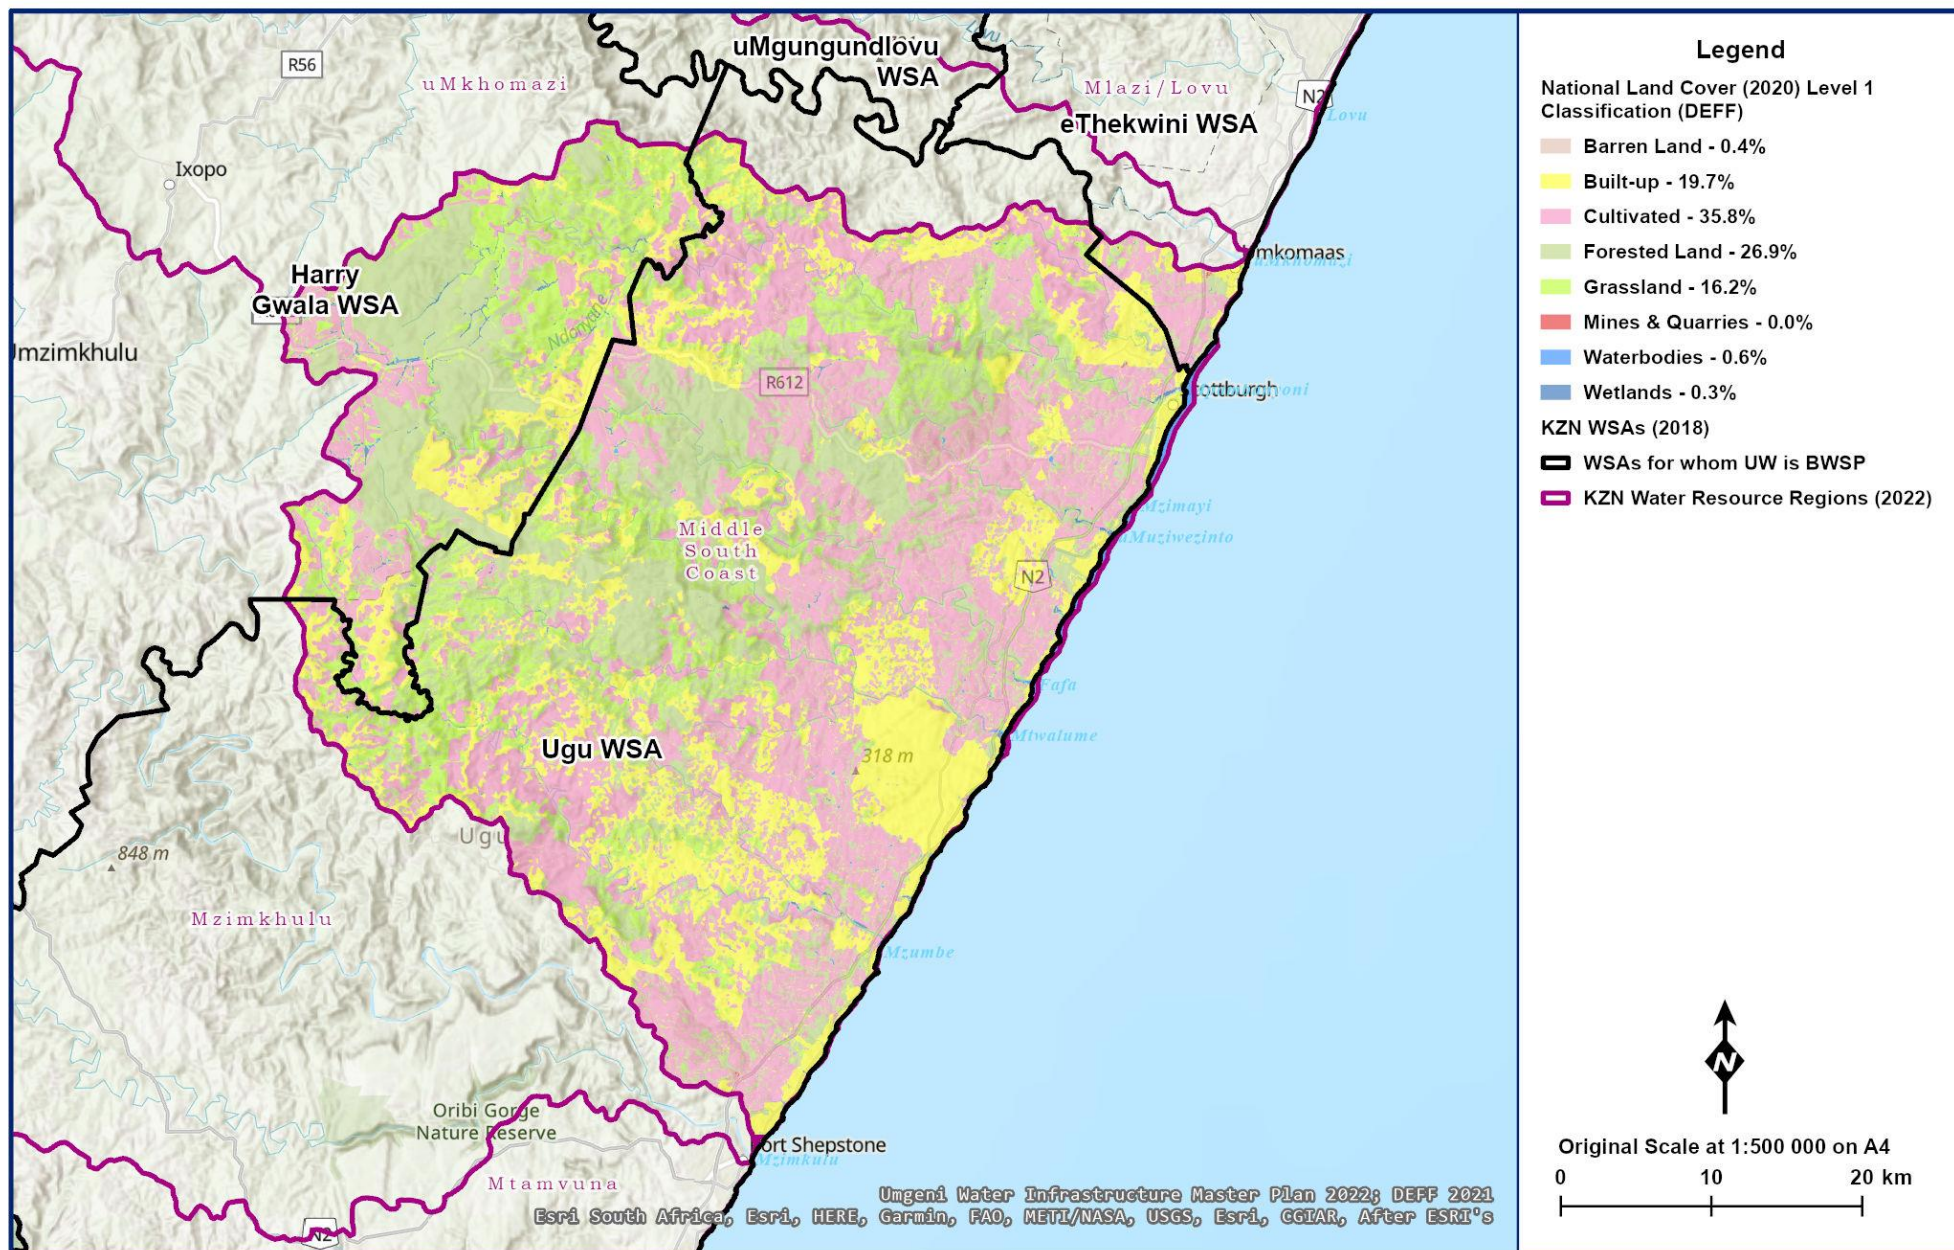 uMgungundlovu
WSA
R56
uMkhomazi
Mlazi/Lovu
N2
Lovu
eThekwini WSA
Ixopo
Harry
Gwala WSA
Umzimkhulu
mkomaas
uMkhomazi
R612
Scottburgh
Middle
South
Coast
Mzimayi
uMuziwezinto
N2
Fafa
Mtwalume
Ugu WSA
318 m
Ugu
848 m
Mzimkhulu
Mzumbe
Oribi Gorge
Nature Reserve
Port Shepstone
Mzimkulu
Mtamvuna
N2
Umgeni Water Infrastructure Master Plan 2022; DEFF 2021
Esri South Africa, Esri, HERE, Garmin, FAO, METI/NASA, USGS, Esri, CGIAR, After ESRI's
Legend
National Land Cover (2020) Level 1
Classification (DEFF)
Barren Land - 0.4%
Built-up - 19.7%
Cultivated - 35.8%
Forested Land - 26.9%
Grassland - 16.2%
Mines & Quarries - 0.0%
Waterbodies - 0.6%
Wetlands - 0.3%
KZN WSAs (2018)
WSAs for whom UW is BWSP
KZN Water Resource Regions (2022)
N
Original Scale at 1:500 000 on A4
0 10 20 km